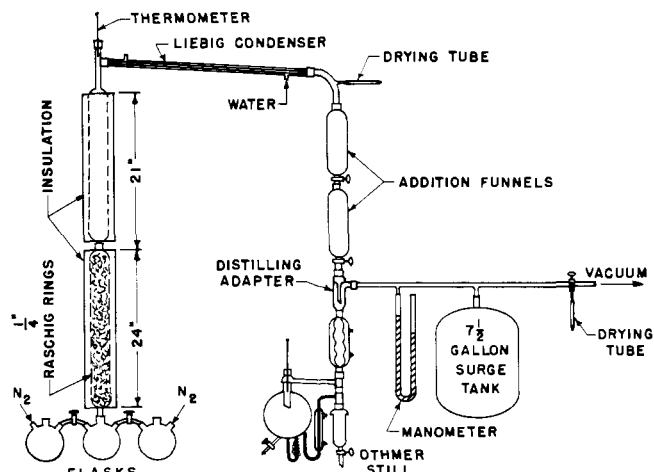 THERMOMETER
LIEBIG CONDENSER
DRYING TUBE
WATER
INSULATION
21"
ADDITION FUNNELS
DISTILLING
ADAPTER
VACUUM
1/4"
RASCHIG RINGS
24"
7 1/2
GALLON
SURGE
TANK
DRYING
TUBE
N2
N2
MANOMETER
FLASKS
OTHMER
STILL